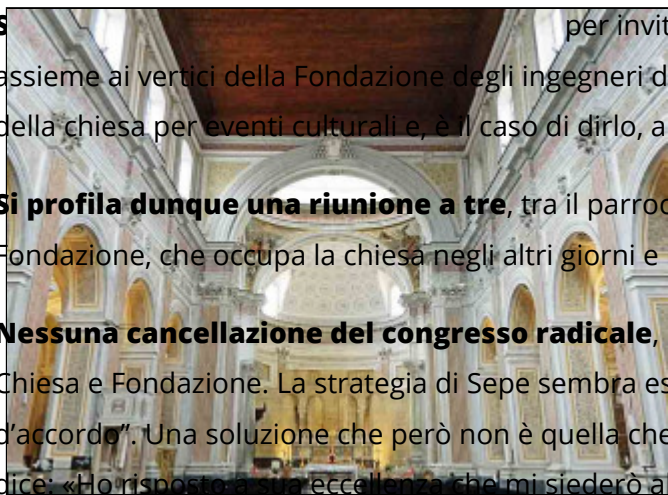 S per invit
assieme ai vertici della Fondazione degli ingegneri d
della chiesa per eventi culturali e, è il caso di dirlo, a
Si profila dunque una riunione a tre, tra il parroc
Fondazione, che occupa la chiesa negli altri giorni e
Nessuna cancellazione del congresso radicale,
Chiesa e Fondazione. La strategia di Sepe sembra es
d'accordo”. Una soluzione che però non è quella che
dice: «Ho risposto a sua eccellenza che mi siederò a